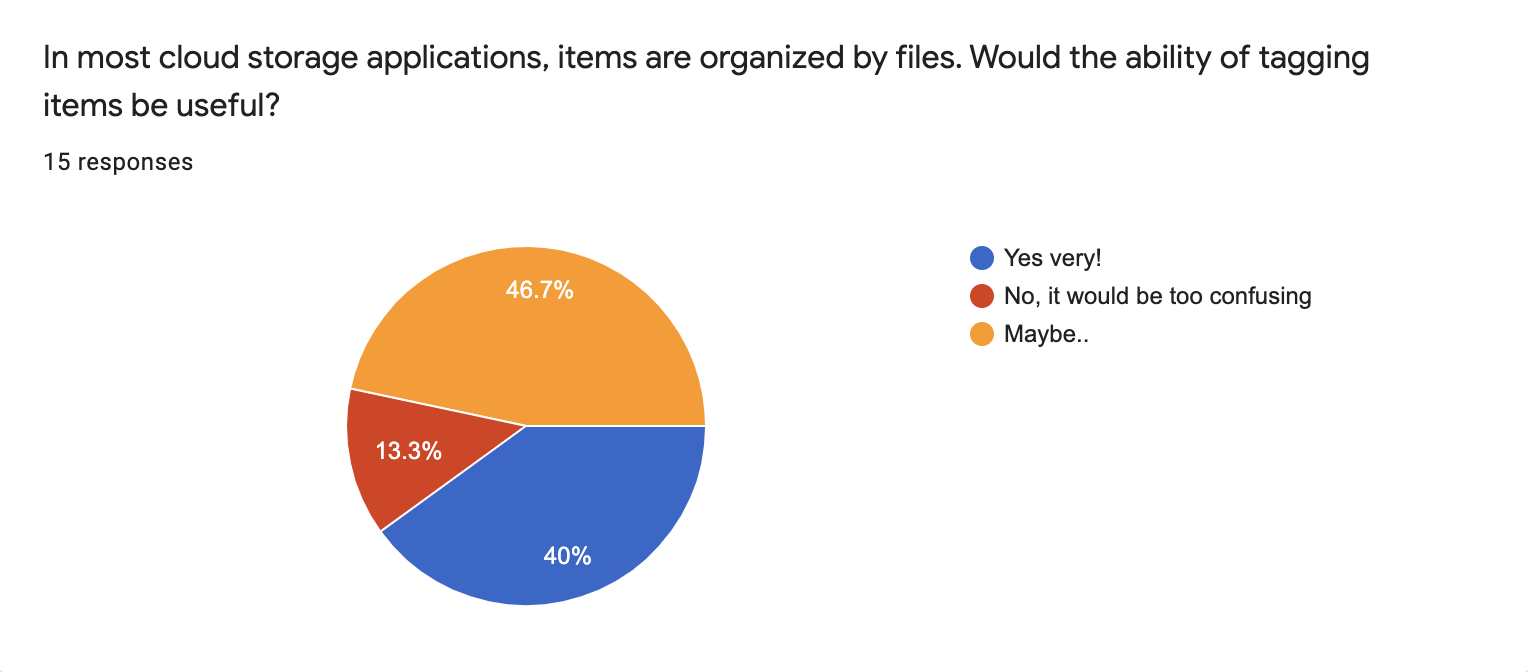 In most cloud storage applications, items are organized by files. Would the ability of tagging
items be useful?
15 responses
46.7%
13.3%
40%
Yes very!
No, it would be too confusing
Maybe..